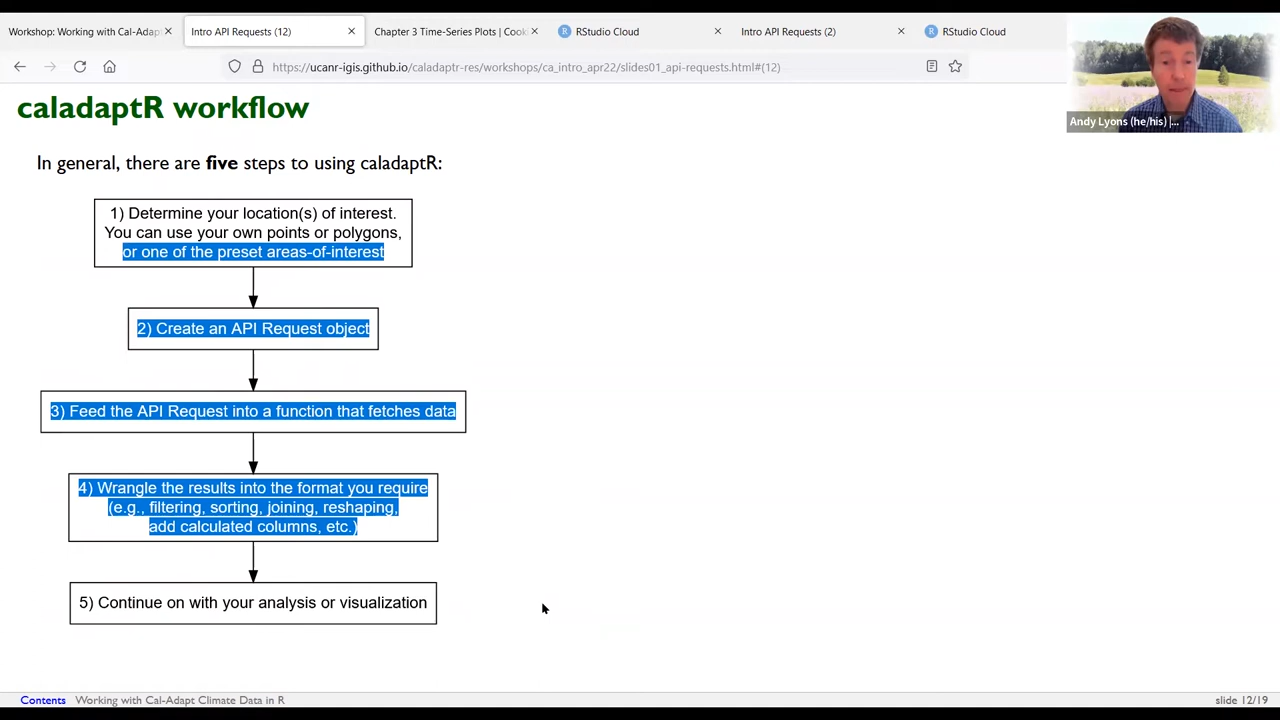 Workshop: Working with Cal-Adap
Intro API Requests (12)
Chapter 3 Time-Series Plots | Cook
RStudio Cloud
Intro API Requests (2)
RStudio Cloud
https://ucanr-igis.github.io/caladaptr-res/workshops/ca_intro_apr22/slides01_api-requests.html#(12)
Andy Lyons (he/his) |...
caladaptR workflow
In general, there are five steps to using caladaptR:
1) Determine your location(s) of interest.
You can use your own points or polygons,
or one of the preset areas-of-interest
2) Create an API Request object
3) Feed the API Request into a function that fetches data
4) Wrangle the results into the format you require
(e.g., filtering, sorting, joining, reshaping,
add calculated columns, etc.)
5) Continue on with your analysis or visualization
Contents Working with Cal-Adapt Climate Data in R
slide 12/19